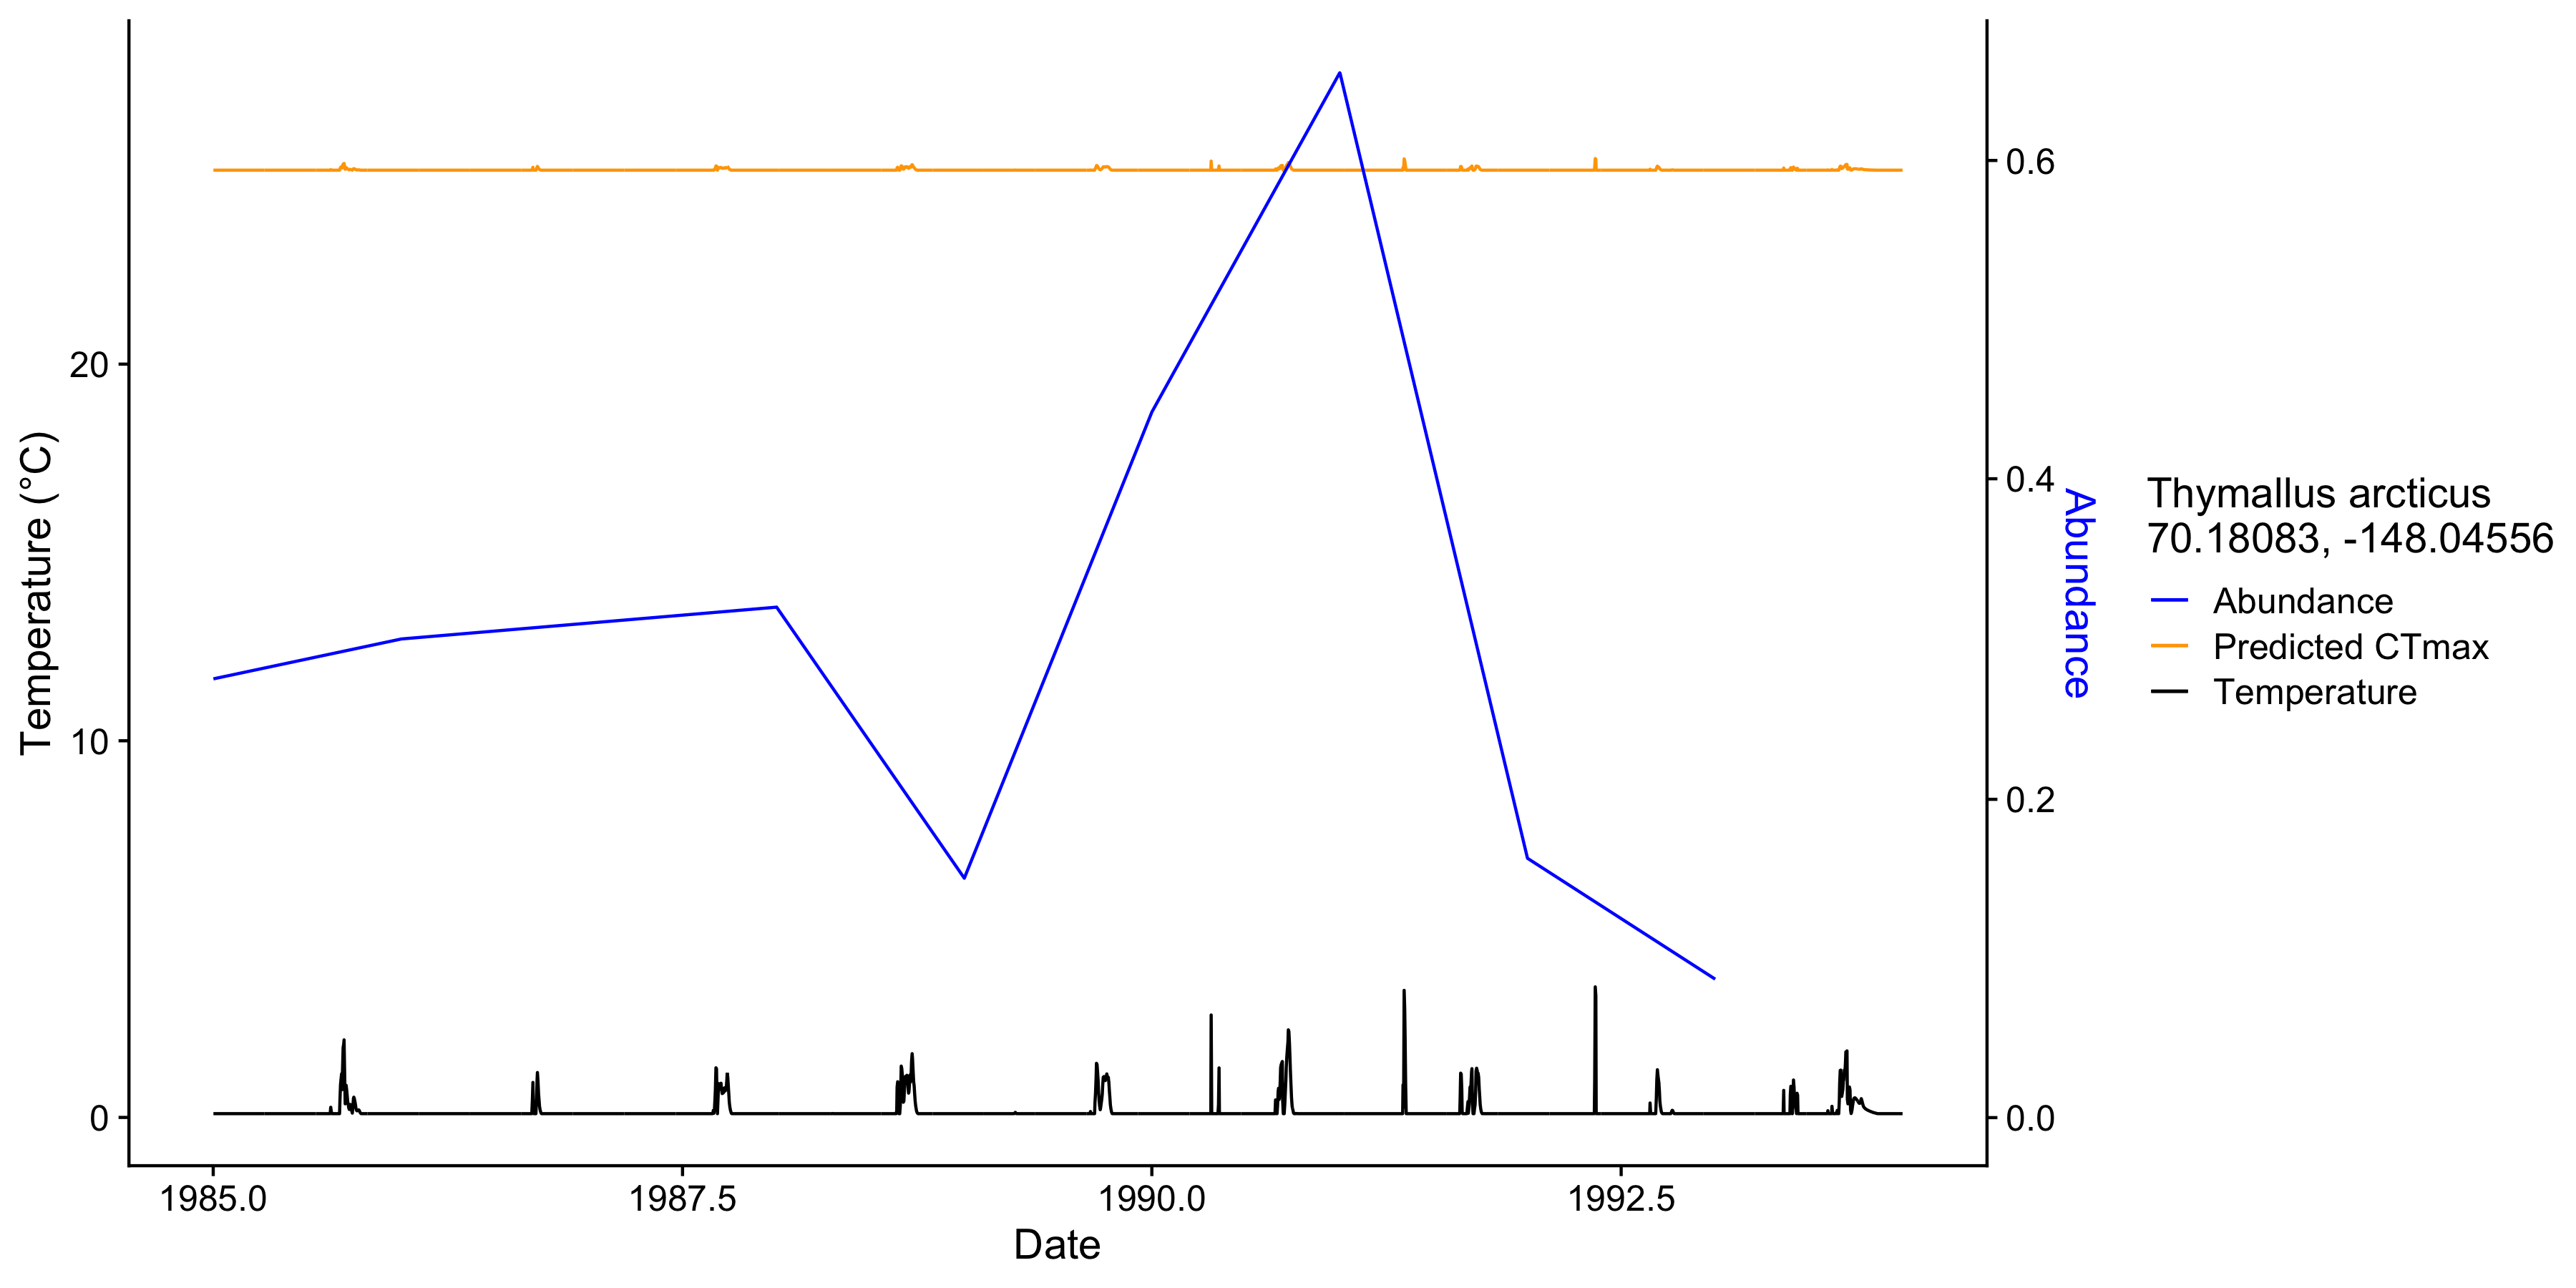 Temperature (°C)
20
10
0
1985.0
1987.5
1990.0
1992.5
Date
0.6
0.4
0.2
0.0
Abundance
Thymallus arcticus
70.18083, -148.04556
Abundance
Predicted CTmax
Temperature